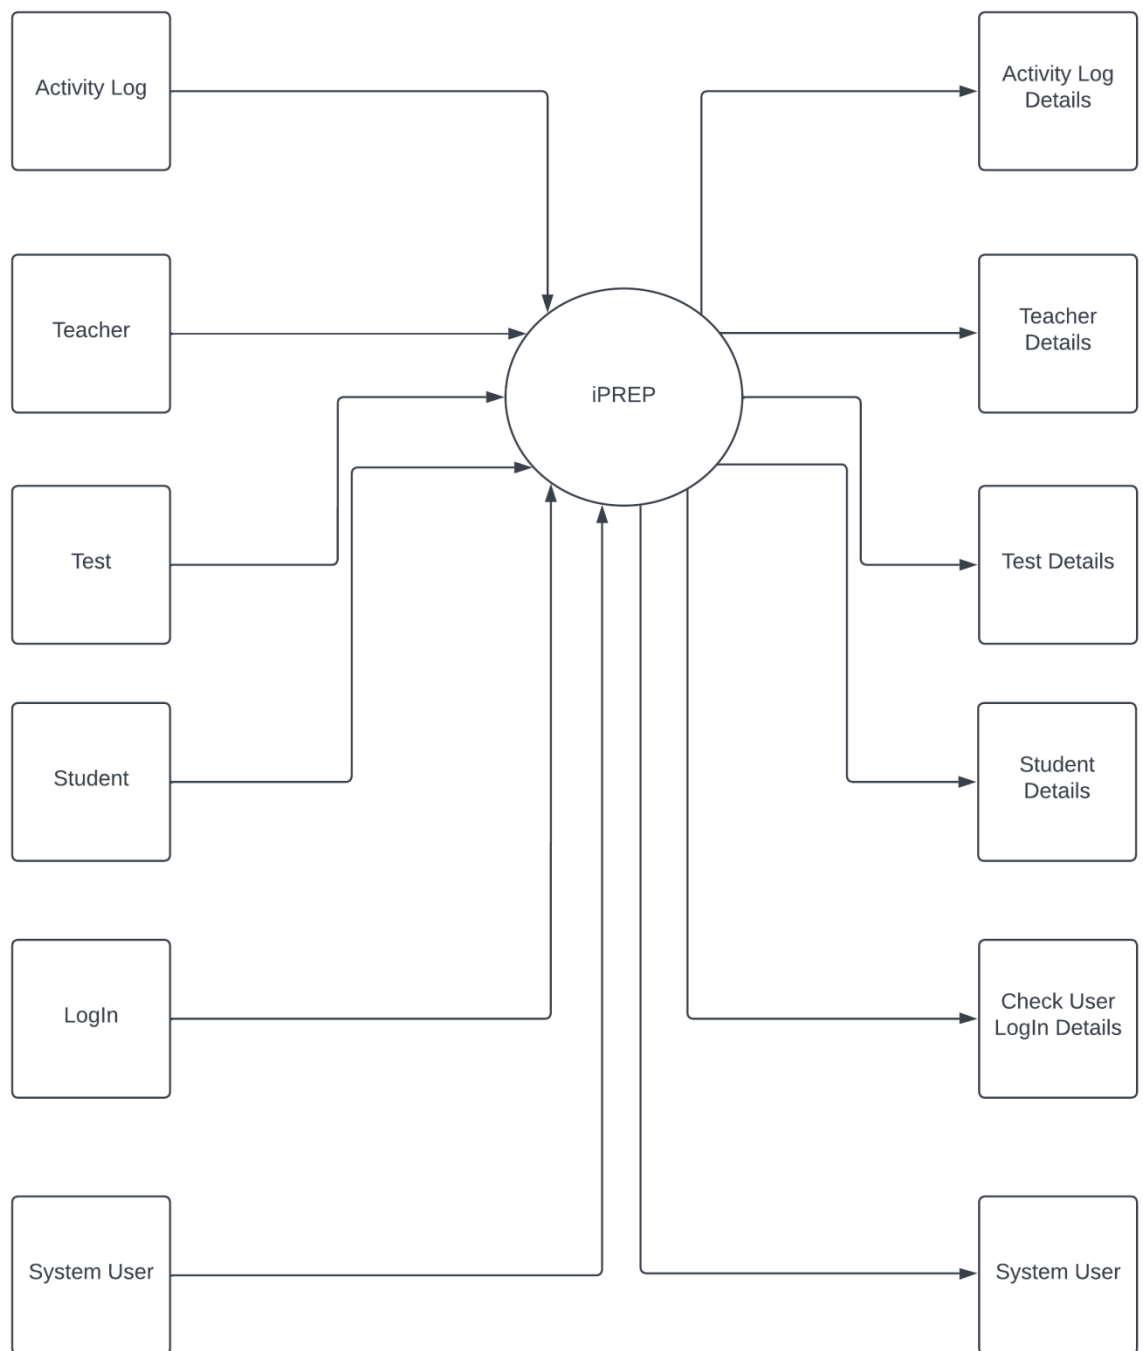 Activity Log
Activity Log
Details
Teacher
Teacher
Details
iPREP
Test
Test Details
Student
Student
Details
LogIn
Check User
LogIn Details
System User
System User